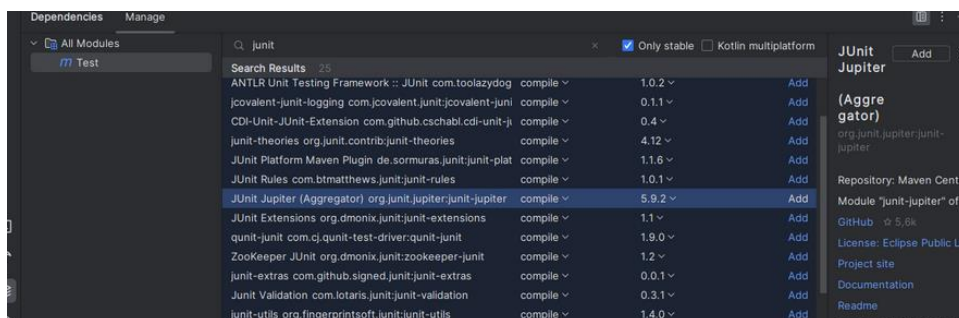 Dependencies Manage
All Modules
Test
junit
Only stable Kotlin multiplatform
Search Results 25
ANTLR Unit Testing Framework :: JUnit com.toolazydog compile 1.0.2 Add
jcovalent-junit-logging com.jcovalent.junit:jcovalent-juni compile 0.1.1 Add
CDI-Unit-JUnit-Extension com.github.cschabl.cdi-unit-ju compile 0.4 Add
junit-theories org.junit.contrib:junit-theories compile 4.12 Add
JUnit Platform Maven Plugin de.sormuras.junit:junit-plat compile 1.1.6 Add
JUnit Rules com.btmatthews.junit:junit-rules compile 1.0.1 Add
JUnit Jupiter (Aggregator) org.junit.jupiter:junit-jupiter compile 5.9.2 Add
JUnit Extensions org.dmonix.junit:junit-extensions compile 1.1 Add
qunit-junit com.cj.qunit-test-driver:qunit-junit compile 1.9.0 Add
ZooKeeper JUnit org.dmonix.junit:zookeeper-junit compile 1.2 Add
junit-extras com.github.signed.junit:junit-extras compile 0.0.1 Add
Junit Validation com.lotaris.junit:junit-validation compile 0.3.1 Add
junit-utils org.fingerprintsoft.junit:junit-utils compile 1.4.0 Add
JUnit Add
Jupiter
(Aggre
gator)
org.junit.jupiter:junit-
jupiter
Repository: Maven Cent
Module "junit-jupiter" of
GitHub 5,6k
License: Eclipse Public L
Project site
Documentation
Readme